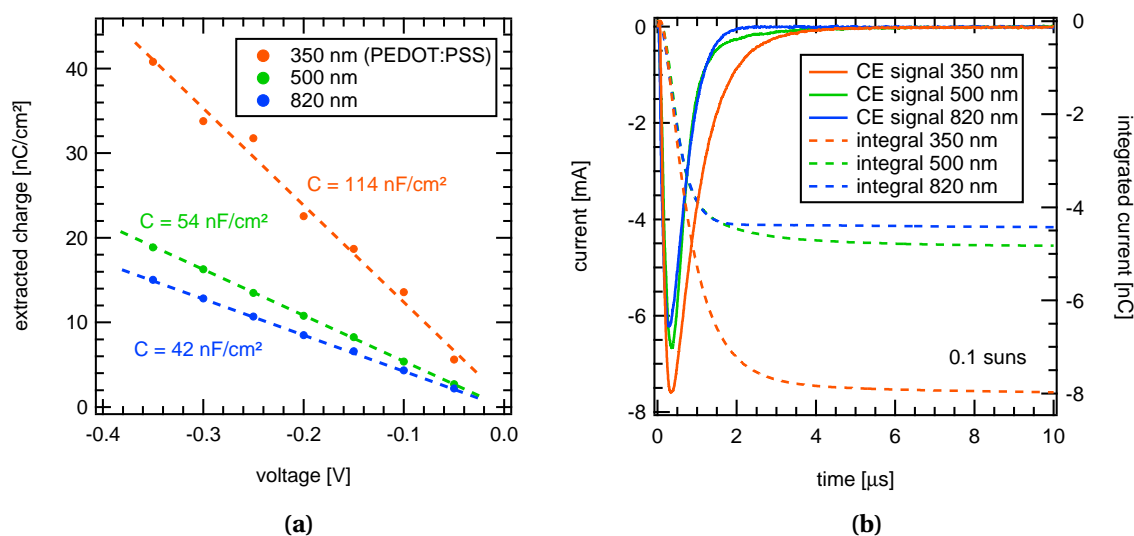 extracted charge [nC/cm²]
40
30
20
10
0
350 nm (PEDOT:PSS)
500 nm
820 nm
C = 114 nF/cm²
C = 54 nF/cm²
C = 42 nF/cm²
-0.4
-0.3
-0.2
-0.1
0.0
voltage [V]
(a)
current [mA]
0
-2
-4
-6
-8
CE signal 350 nm
CE signal 500 nm
CE signal 820 nm
integral 350 nm
integral 500 nm
integral 820 nm
0.1 suns
0
2
4
6
8
10
time [µs]
0
-2
-4
-6
-8
integrated current [nC]
(b)